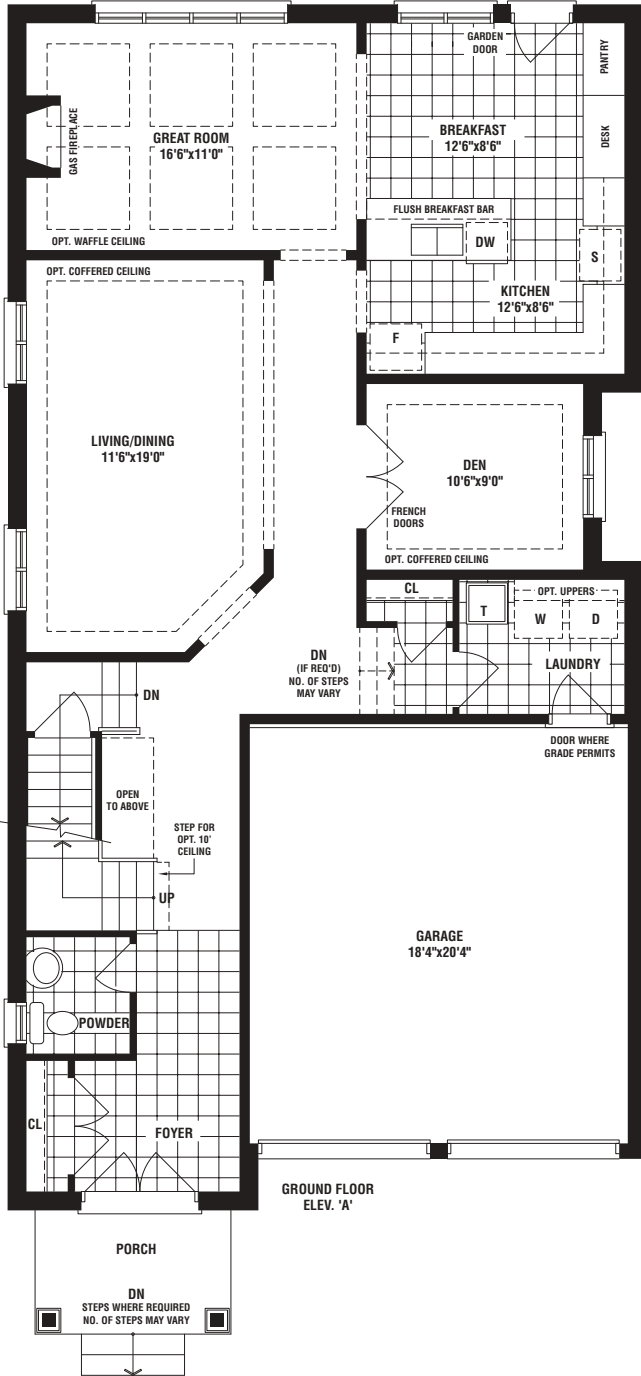 GARDEN
DOOR
PANTRY
GAS FIREPLACE
GREAT ROOM
16'6"x11'0"
BREAKFAST
12'6"x8'6"
DESK
FLUSH BREAKFAST BAR
OPT. WAFFLE CEILING
DW
S
OPT. COFFERED CEILING
KITCHEN
12'6"x8'6"
F
LIVING/DINING
11'6"x19'0"
DEN
10'6"x9'0"
FRENCH
DOORS
OPT. COFFERED CEILING
CL
OPT. UPPERS
T
W
D
DN
(IF REQ'D)
NO. OF STEPS
MAY VARY
LAUNDRY
DN
DOOR WHERE
GRADE PERMITS
OPEN
TO ABOVE
STEP FOR
OPT. 10'
CEILING
UP
GARAGE
18'4"x20'4"
POWDER
CL
FOYER
GROUND FLOOR
ELEV. 'A'
PORCH
DN
STEPS WHERE REQUIRED
NO. OF STEPS MAY VARY